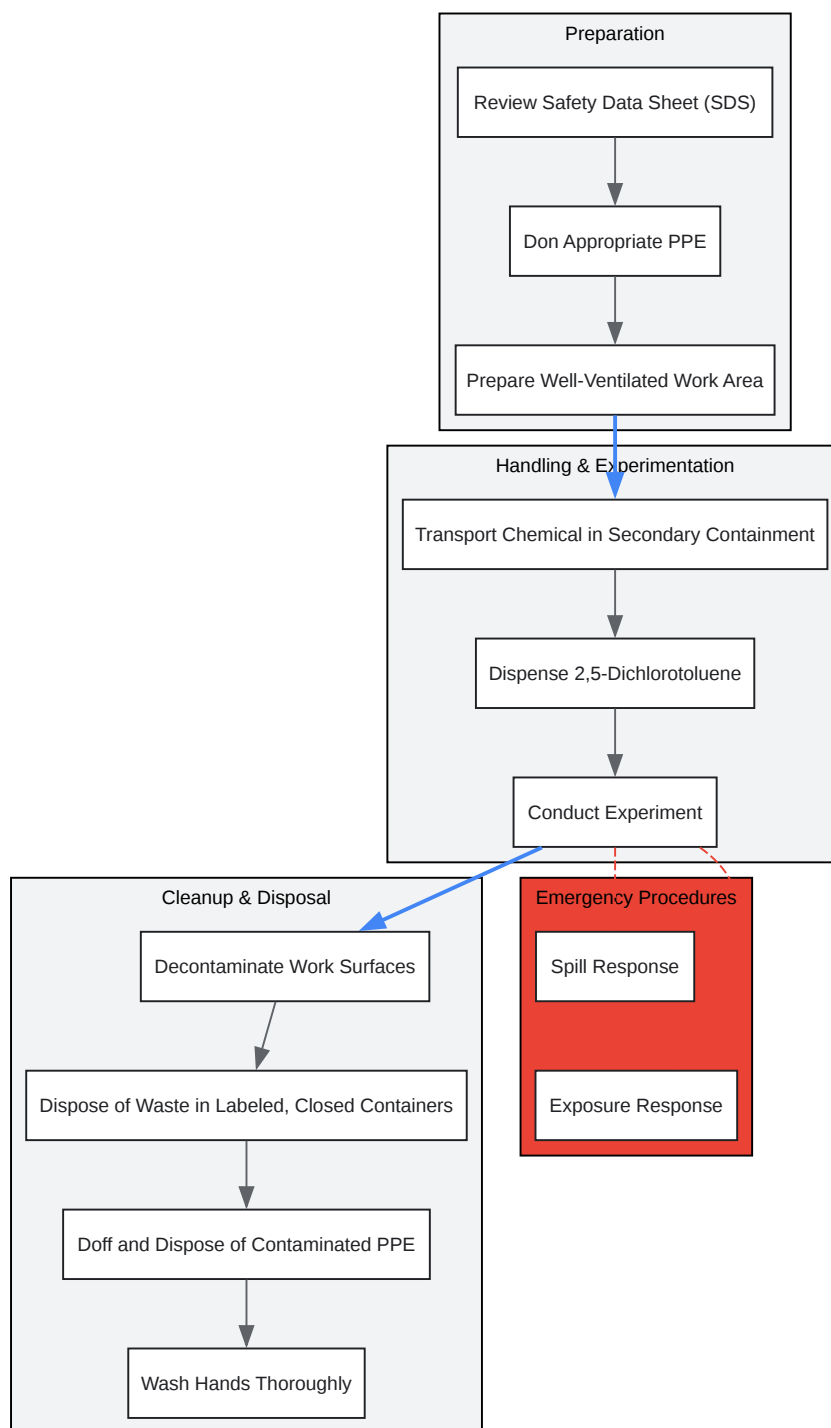 Preparation
Review Safety Data Sheet (SDS)
Don Appropriate PPE
Prepare Well-Ventilated Work Area
Handling & Experimentation
Transport Chemical in Secondary Containment
Dispense 2,5-Dichlorotoluene
Conduct Experiment
Cleanup & Disposal
Decontaminate Work Surfaces
Dispose of Waste in Labeled, Closed Containers
Doff and Dispose of Contaminated PPE
Wash Hands Thoroughly
Emergency Procedures
Spill Response
Exposure Response